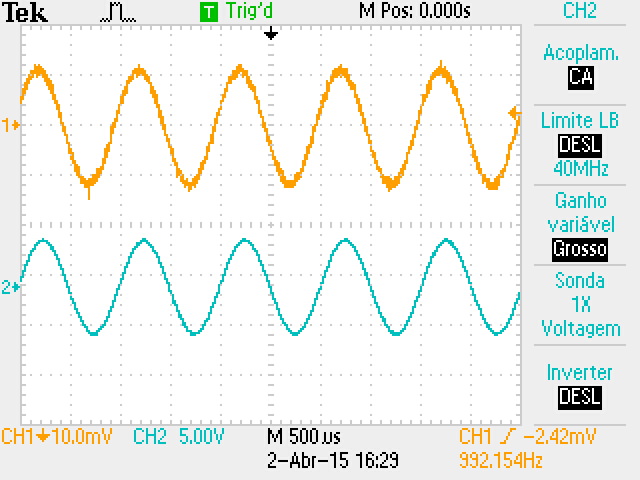 Tek T Trig'd M Pos: 0.000s CH2
Acoplam.
CA
Limite LB
DESL
40MHz
Ganho
variável
Grosso
Sonda
1X
Voltagem
Inverter
DESL
1
2
CH1 10.0mV CH2 5.00V M 500µs CH1 / -2.42mV
2-Abr-15 16:29 992.154Hz